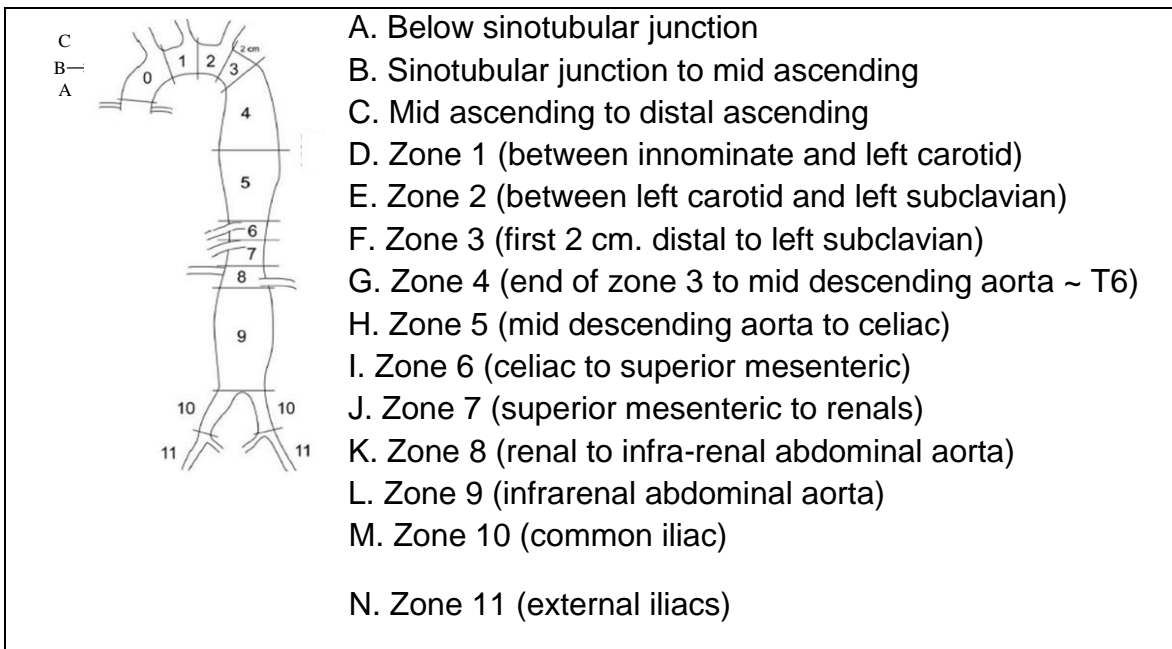 C
B
A
0
1
2
2 cm
3
4
5
6
7
8
9
10
10
11
11
A. Below sinotubular junction
B. Sinotubular junction to mid ascending
C. Mid ascending to distal ascending
D. Zone 1 (between innominate and left carotid)
E. Zone 2 (between left carotid and left subclavian)
F. Zone 3 (first 2 cm. distal to left subclavian)
G. Zone 4 (end of zone 3 to mid descending aorta ~ T6)
H. Zone 5 (mid descending aorta to celiac)
I. Zone 6 (celiac to superior mesenteric)
J. Zone 7 (superior mesenteric to renals)
K. Zone 8 (renal to infra-renal abdominal aorta)
L. Zone 9 (infrarenal abdominal aorta)
M. Zone 10 (common iliac)
N. Zone 11 (external iliacs)